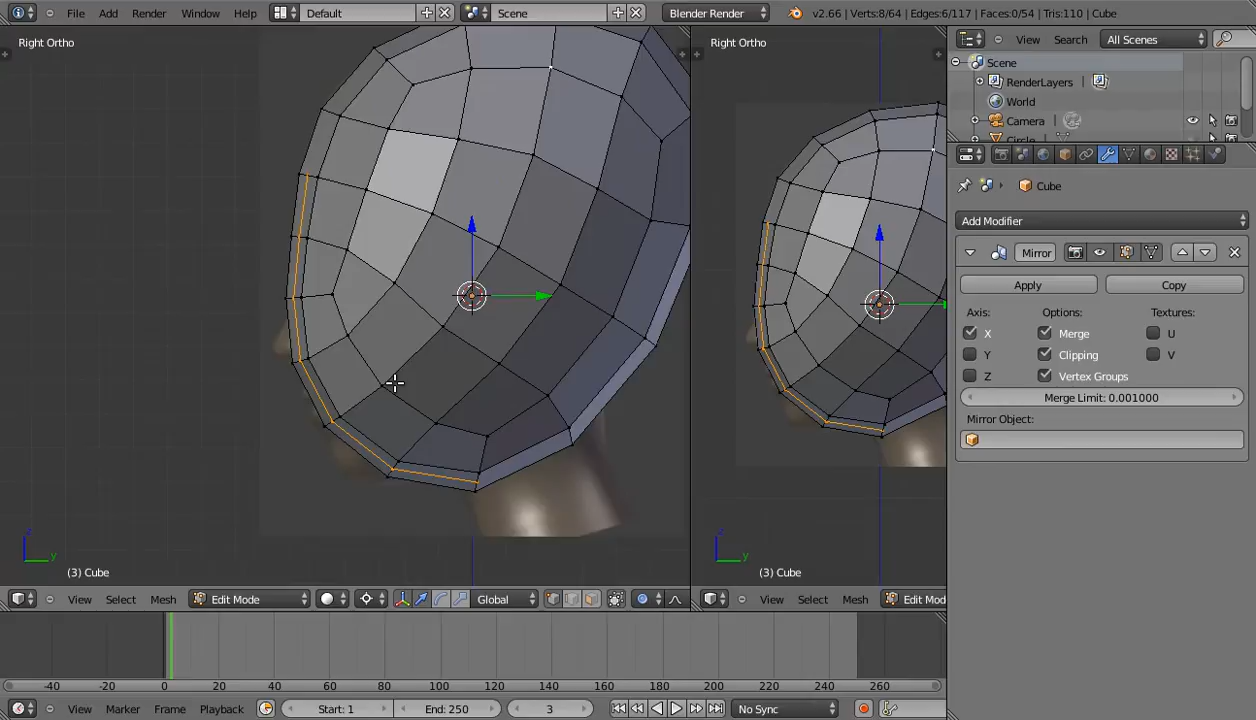 File Add Render Window Help Default Scene Blender Render v2.66 | Verts:8/64 | Edges:6/117 | Faces:0/54 | Tris:110 | Cube
Right Ortho
Right Ortho
View Search All Scenes
Scene
RenderLayers
World
Camera
Circle
Cube
Add Modifier
Mirror
Apply Copy
Axis: Options: Textures:
X Merge U
Y Clipping V
Z Vertex Groups
Merge Limit: 0.001000
Mirror Object:
z
y
(3) Cube
z
y
(3) Cube
View Select Mesh Edit Mode Global
View Select Mesh Edit Mod
-40 -20 0 20 40 60 80 100 120 140 160 180 200 220 240 260
View Marker Frame Playback Start: 1 End: 250 3 No Sync